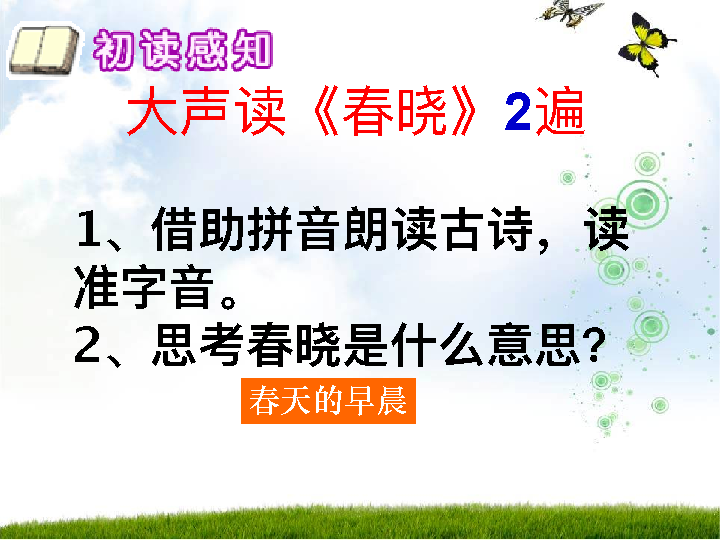 初读感知
大声读《春晓》2遍
1、借助拼音朗读古诗，读
准字音。
2、思考春晓是什么意思？
春天的早晨